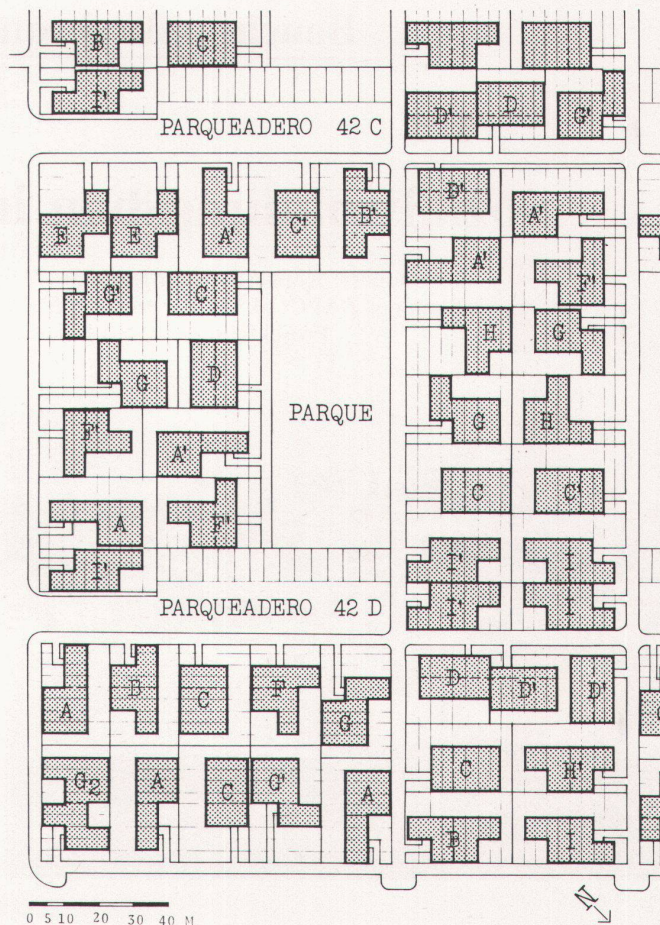 B C
I'
D' D G'
PARQUEADERO 42 C
D'
E E A' C' B' A'
A' F'
G' C
H G
G D
PARQUE
F' G H
A'
C C'
A F'
I' I' I
I' I
PARQUEADERO 42 D
A B C F G D D' D'
G2 A C G' A C H'
B I
0 5 10 20 30 40 M
N